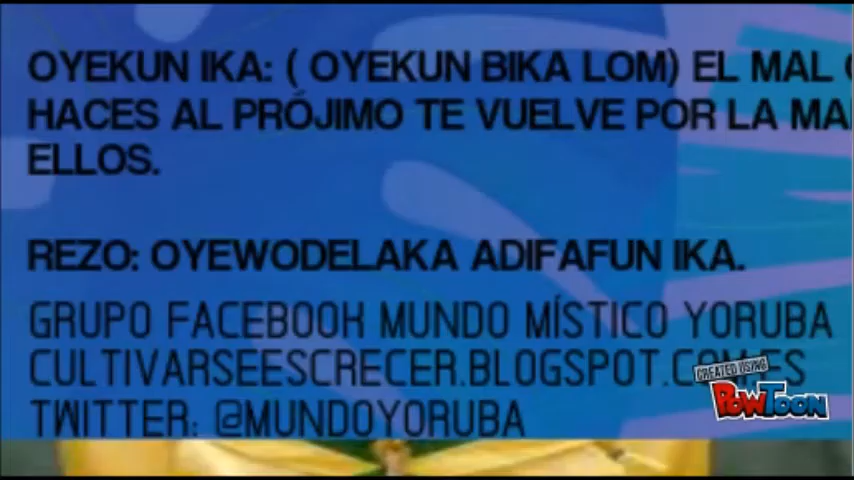 OYEKUN IKA: ( OYEKUN BIKA LOM) EL MAL
HACES AL PRÓJIMO TE VUELVE POR LA
ELLOS.
REZO: OYEWODELAKA ADIFAFUN IKA.
GRUPO FACEBOOK MUNDO MÍSTICO YORUBA
CULTIVARSEESCRECER.BLOGSPOT.COM.ES
TWITTER: @MUNDOYORUBA
CREATED USING
POWTOON